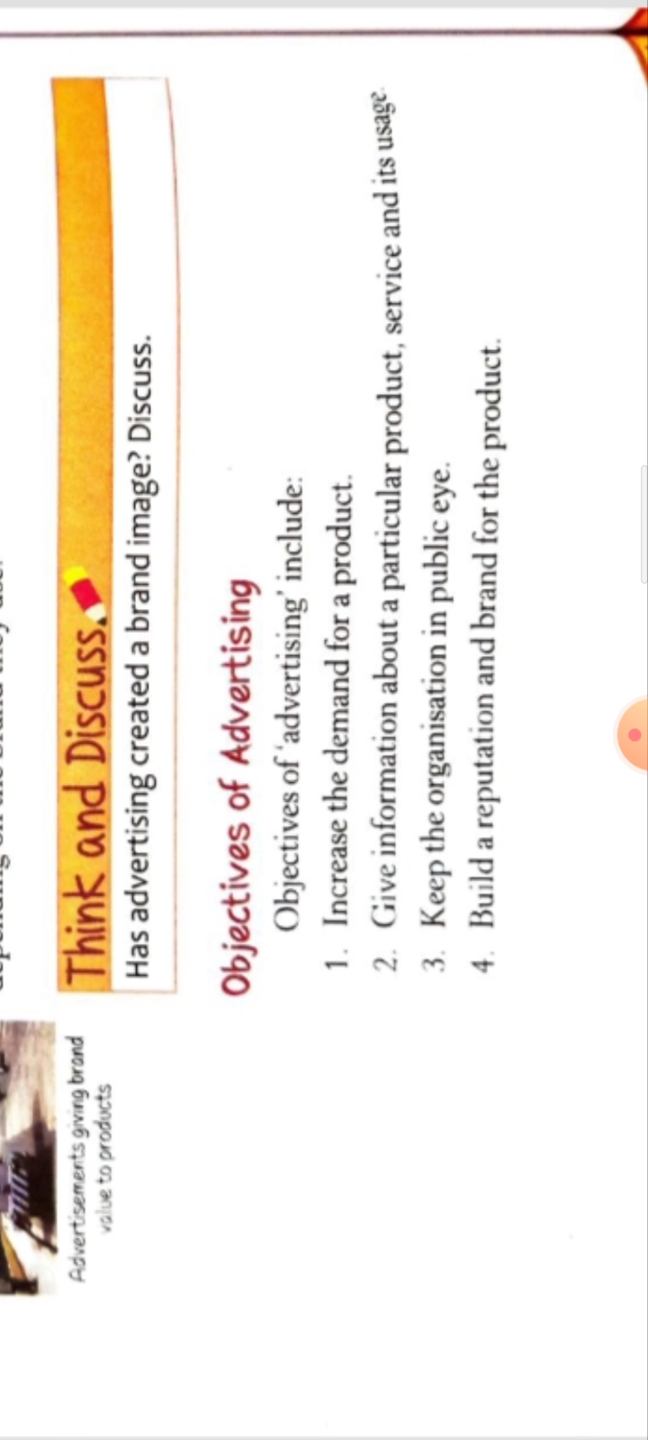 Think and Discuss
Has advertising created a brand image? Discuss.
Advertisements giving brand
value to products
Objectives of Advertising
Objectives of 'advertising' include:
1. Increase the demand for a product.
2. Give information about a particular product, service and its usage.
3. Keep the organisation in public eye.
4. Build a reputation and brand for the product.